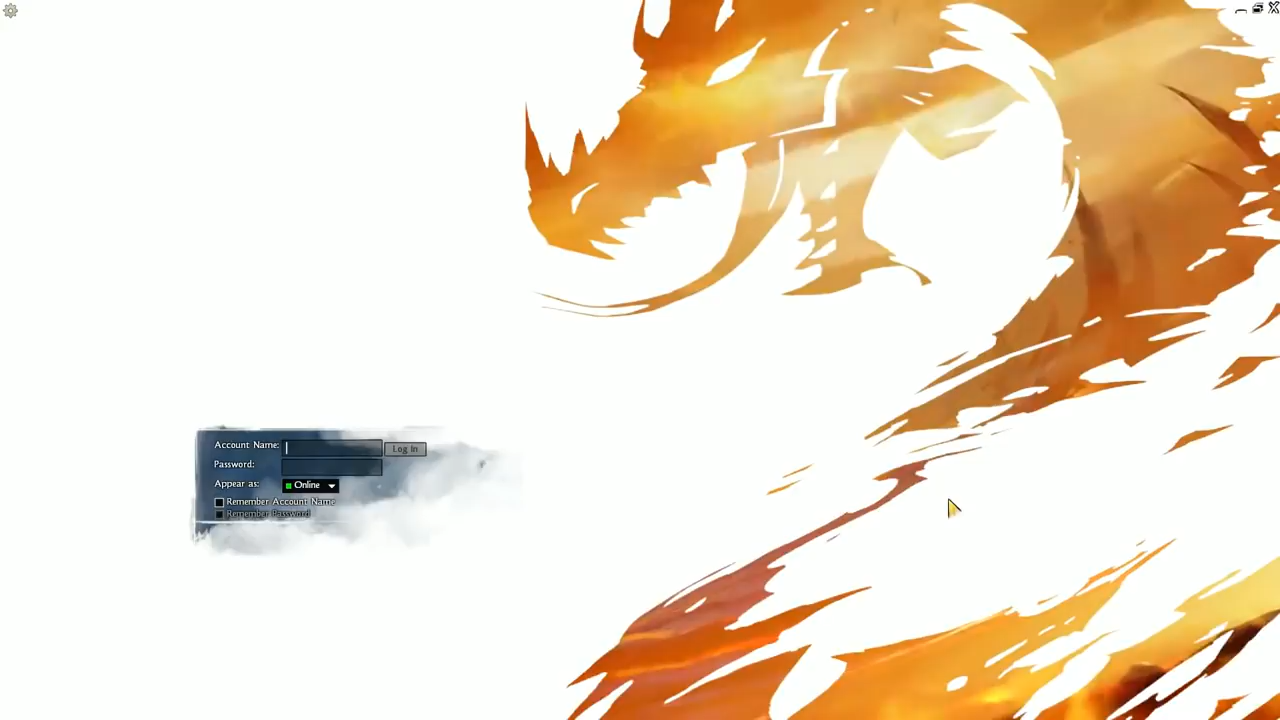 Account Name:
Log In
Password:
Appear as:
Online
Remember Account Name
Remember Password